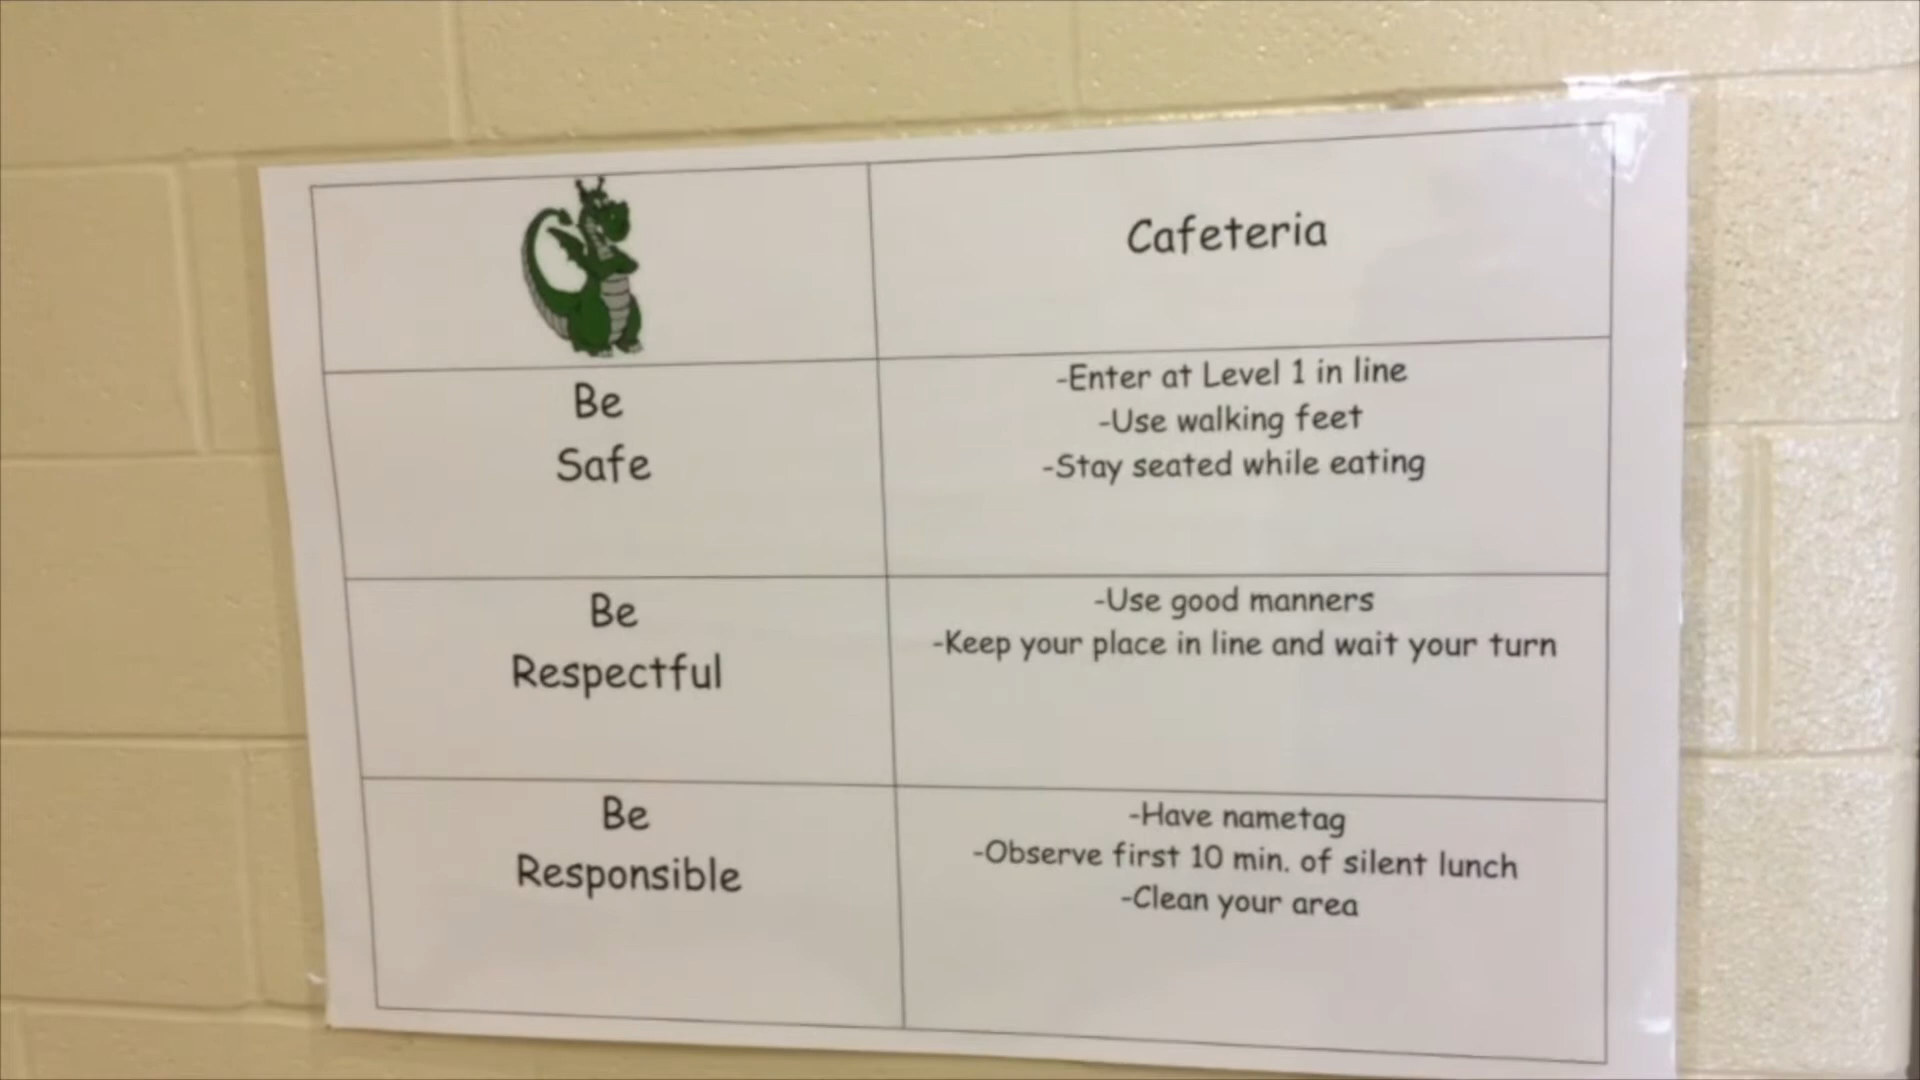 Cafeteria
Be
Safe
-Enter at Level 1 in line
-Use walking feet
-Stay seated while eating
Be
Respectful
-Use good manners
-Keep your place in line and wait your turn
Be
Responsible
-Have nametag
-Observe first 10 min. of silent lunch
-Clean your area